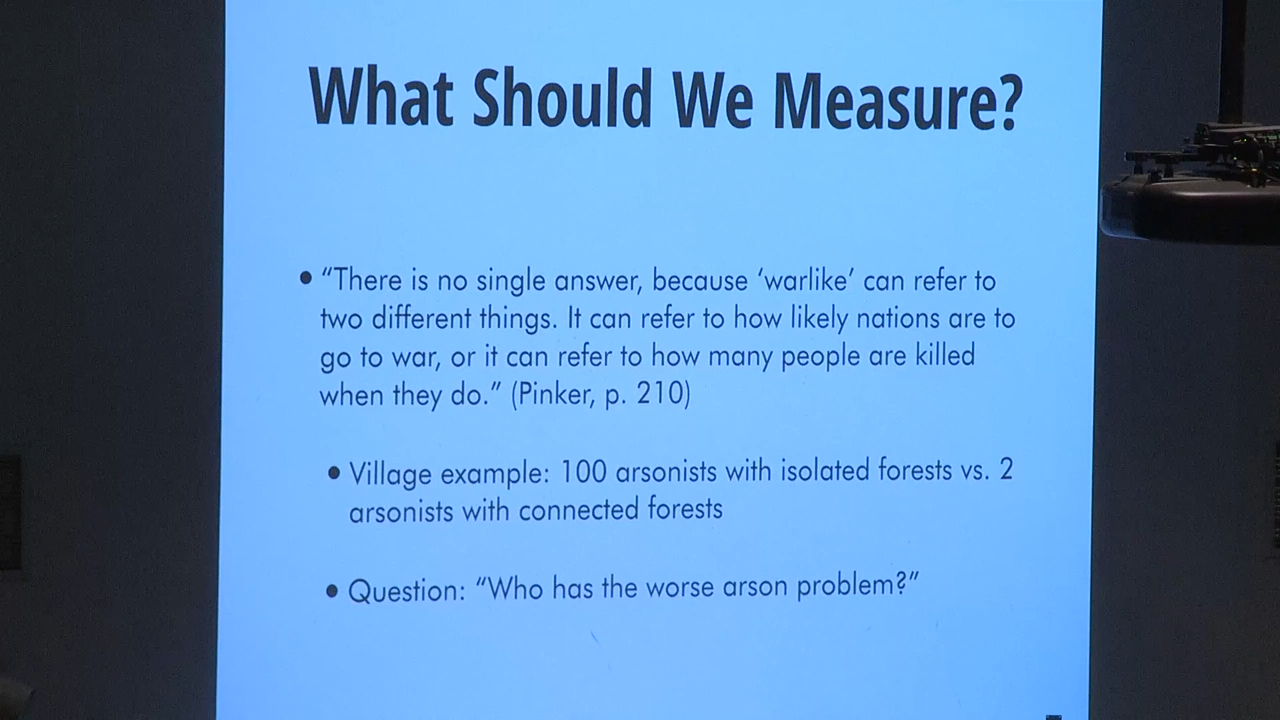 What Should We Measure?
• “There is no single answer, because ‘warlike’ can refer to
two different things. It can refer to how likely nations are to
go to war, or it can refer to how many people are killed
when they do.” (Pinker, p. 210)
• Village example: 100 arsonists with isolated forests vs. 2
arsonists with connected forests
• Question: “Who has the worse arson problem?”